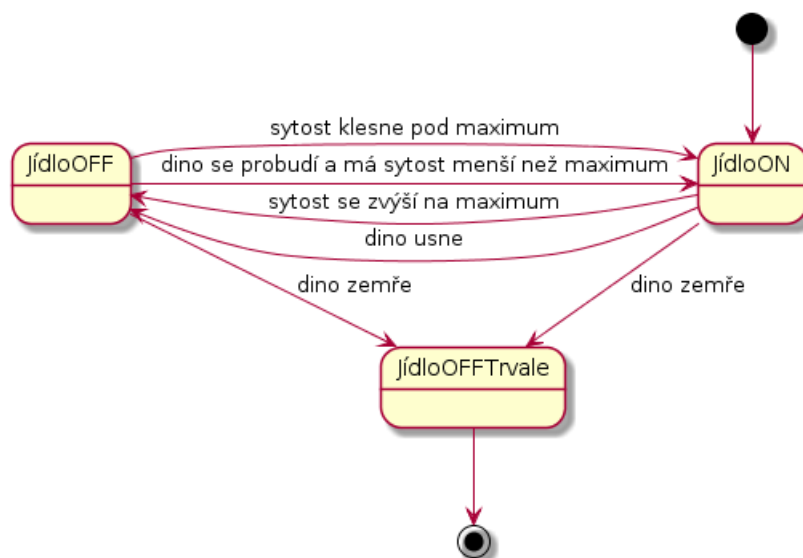 sytost klesne pod maximum
JídloOFF
dino se probudí a má sytost menší než maximum
JídloON
sytost se zvýší na maximum
dino usne
dino zemře
dino zemře
JídloOFFTrvale